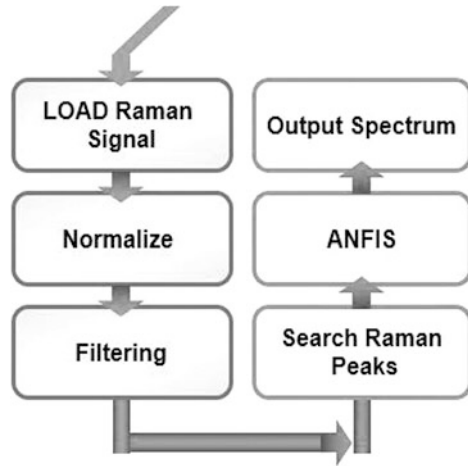 LOAD Raman
Signal
Normalize
Filtering
Search Raman
Peaks
ANFIS
Output Spectrum